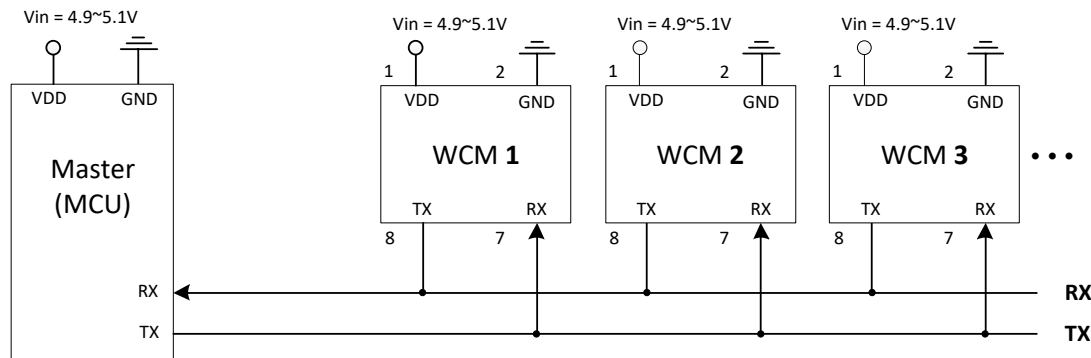 Vin = 4.9~5.1V
Vin = 4.9~5.1V
Vin = 4.9~5.1V
Vin = 4.9~5.1V
1 2 1 2 1 2
VDD GND
VDD GND
VDD GND
VDD GND
Master
(MCU)
WCM 1
WCM 2
WCM 3
...
TX RX
TX RX
TX RX
8 7 8 7 8 7
RX
RX
TX
TX